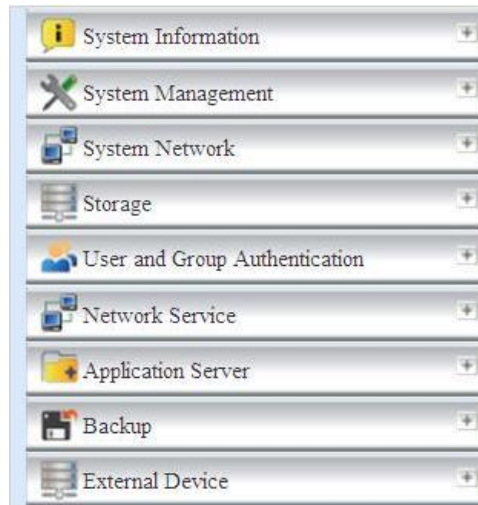 System Information
System Management
System Network
Storage
User and Group Authentication
Network Service
Application Server
Backup
External Device